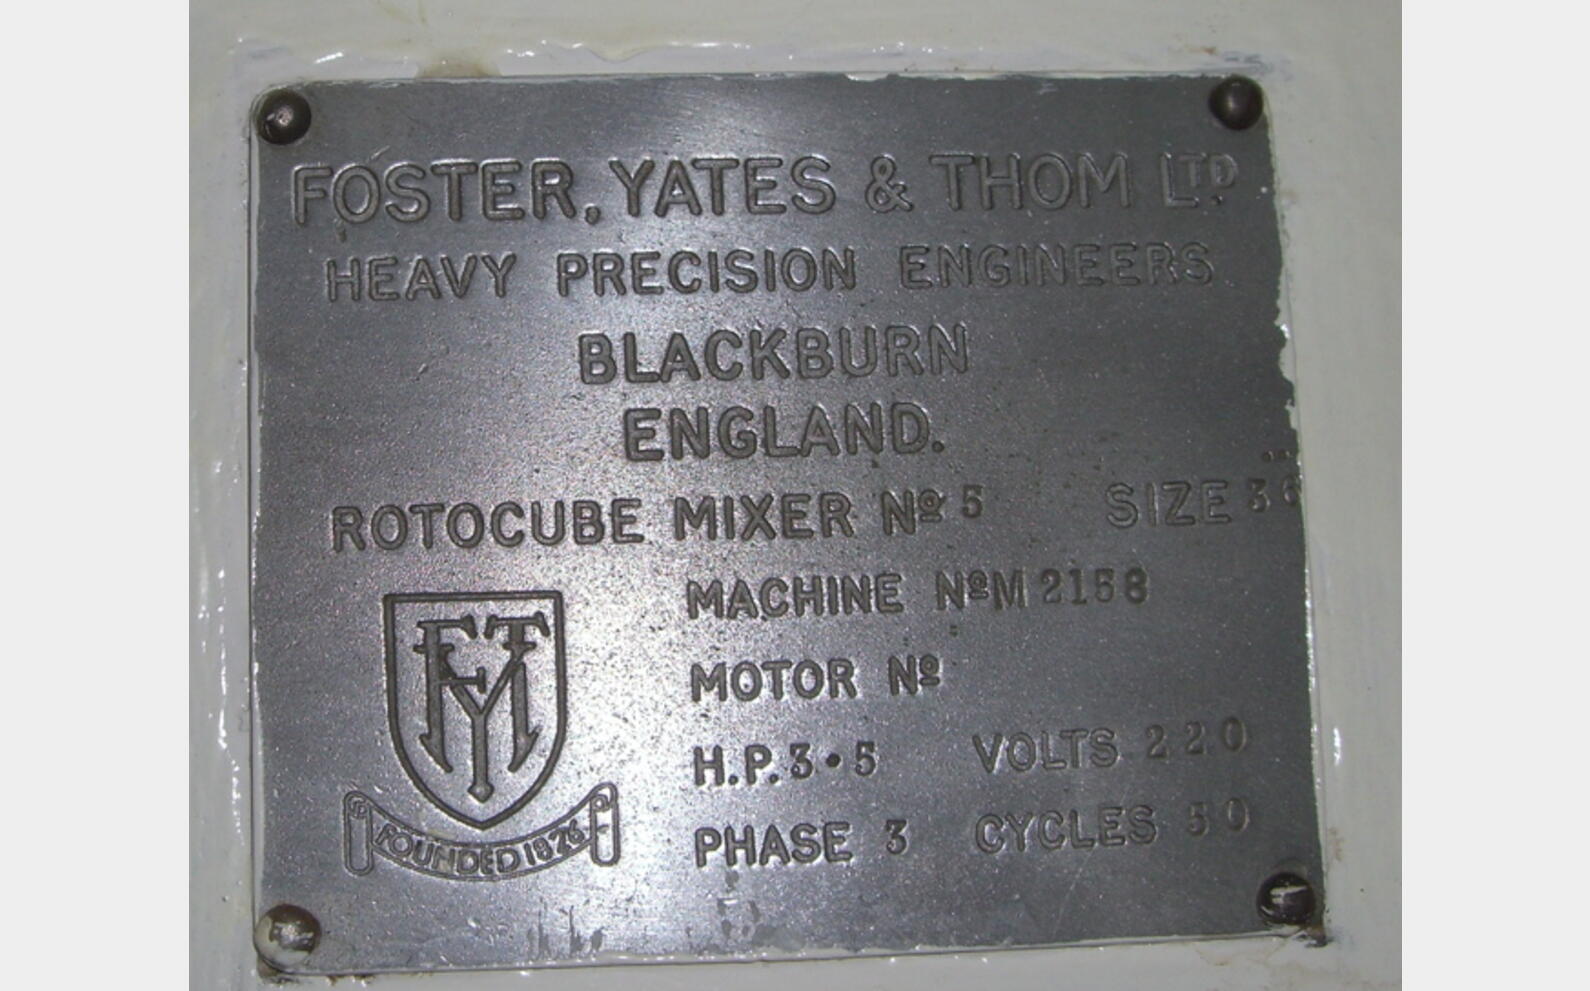 FOSTER, YATES & THOM LTD.
HEAVY PRECISION ENGINEERS
BLACKBURN
ENGLAND.
ROTOCUBE MIXER Nº 5 SIZE 36
MACHINE Nº M 2158
MOTOR Nº
H.P. 3·5 VOLTS 220
PHASE 3 CYCLES 50
FYT
FOUNDED 1826